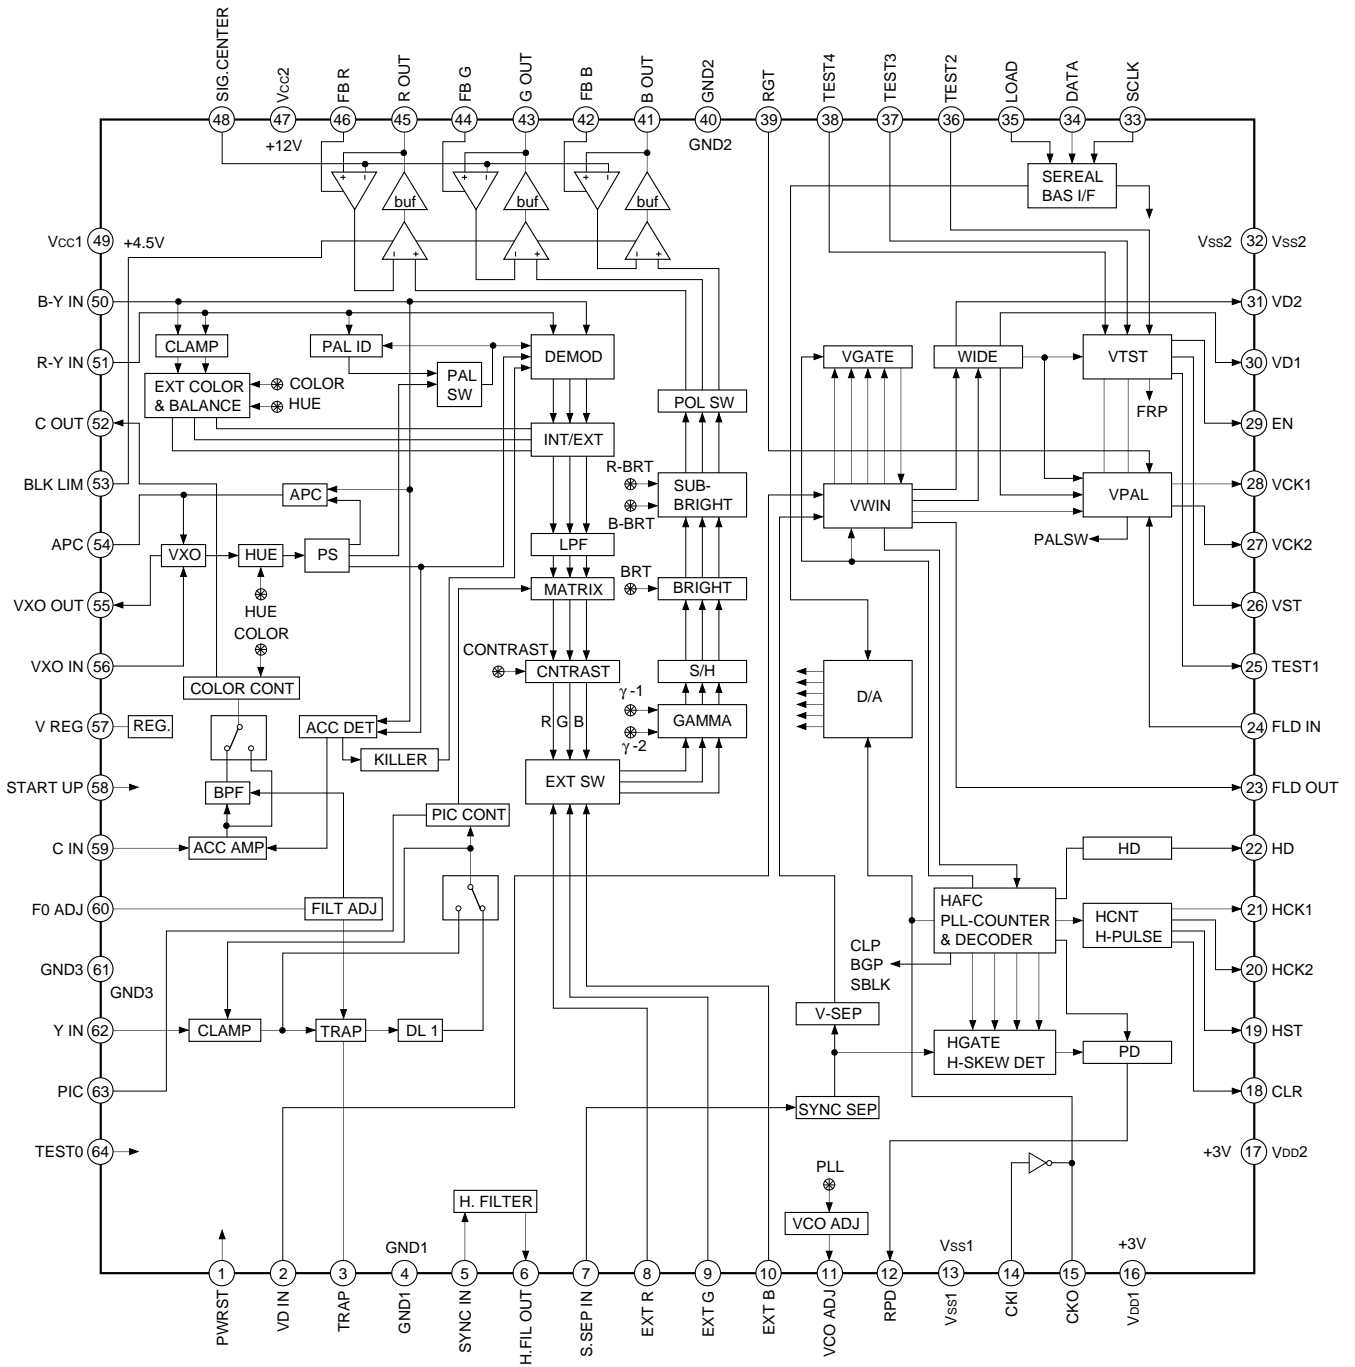 SIG.CENTER
Vcc2
FB R
R OUT
FB G
G OUT
FB B
B OUT
GND2
RGT
TEST4
TEST3
TEST2
LOAD
DATA
SCLK
48
47
46
45
44
43
42
41
40
39
38
37
36
35
34
33
+12V
GND2
SEREAL
BAS I/F
buf
buf
buf
+ −
+ −
+ −
− +
− +
− +
Vcc1 49 +4.5V
Vss2 32 Vss2
B-Y IN 50
31 VD2
CLAMP
PAL ID
DEMOD
VGATE
WIDE
VTST
R-Y IN 51
30 VD1
EXT COLOR
& BALANCE
COLOR
HUE
PAL
SW
POL SW
FRP
C OUT 52
29 EN
INT/EXT
R-BRT
SUB-
BRIGHT
B-BRT
BLK LIM 53
APC
VWIN
VPAL
28 VCK1
PALSW
APC 54
VXO
HUE
PS
LPF
27 VCK2
HUE
MATRIX
BRT
BRIGHT
VXO OUT 55
26 VST
COLOR
CONTRAST
CNTRAST
S/H
D/A
VXO IN 56
25 TEST1
COLOR CONT
γ-1
GAMMA
γ-2
R G B
V REG 57 REG.
ACC DET
24 FLD IN
KILLER
EXT SW
START UP 58
BPF
23 FLD OUT
PIC CONT
C IN 59
ACC AMP
HD
22 HD
F0 ADJ 60
FILT ADJ
HAFC
PLL-COUNTER
& DECODER
HCNT
H-PULSE
21 HCK1
CLP
BGP
SBLK
GND3 61
GND3
20 HCK2
V-SEP
Y IN 62
CLAMP
TRAP
DL 1
HGATE
H-SKEW DET
PD
19 HST
PIC 63
SYNC SEP
18 CLR
TEST0 64
+3V 17 VDD2
PLL
H. FILTER
VCO ADJ
GND1
Vss1
+3V
1
2
3
4
5
6
7
8
9
10
11
12
13
14
15
16
PWRST
VD IN
TRAP
GND1
SYNC IN
H.FIL OUT
S.SEP IN
EXT R
EXT G
EXT B
VCO ADJ
RPD
Vss1
CKI
CKO
VDD1